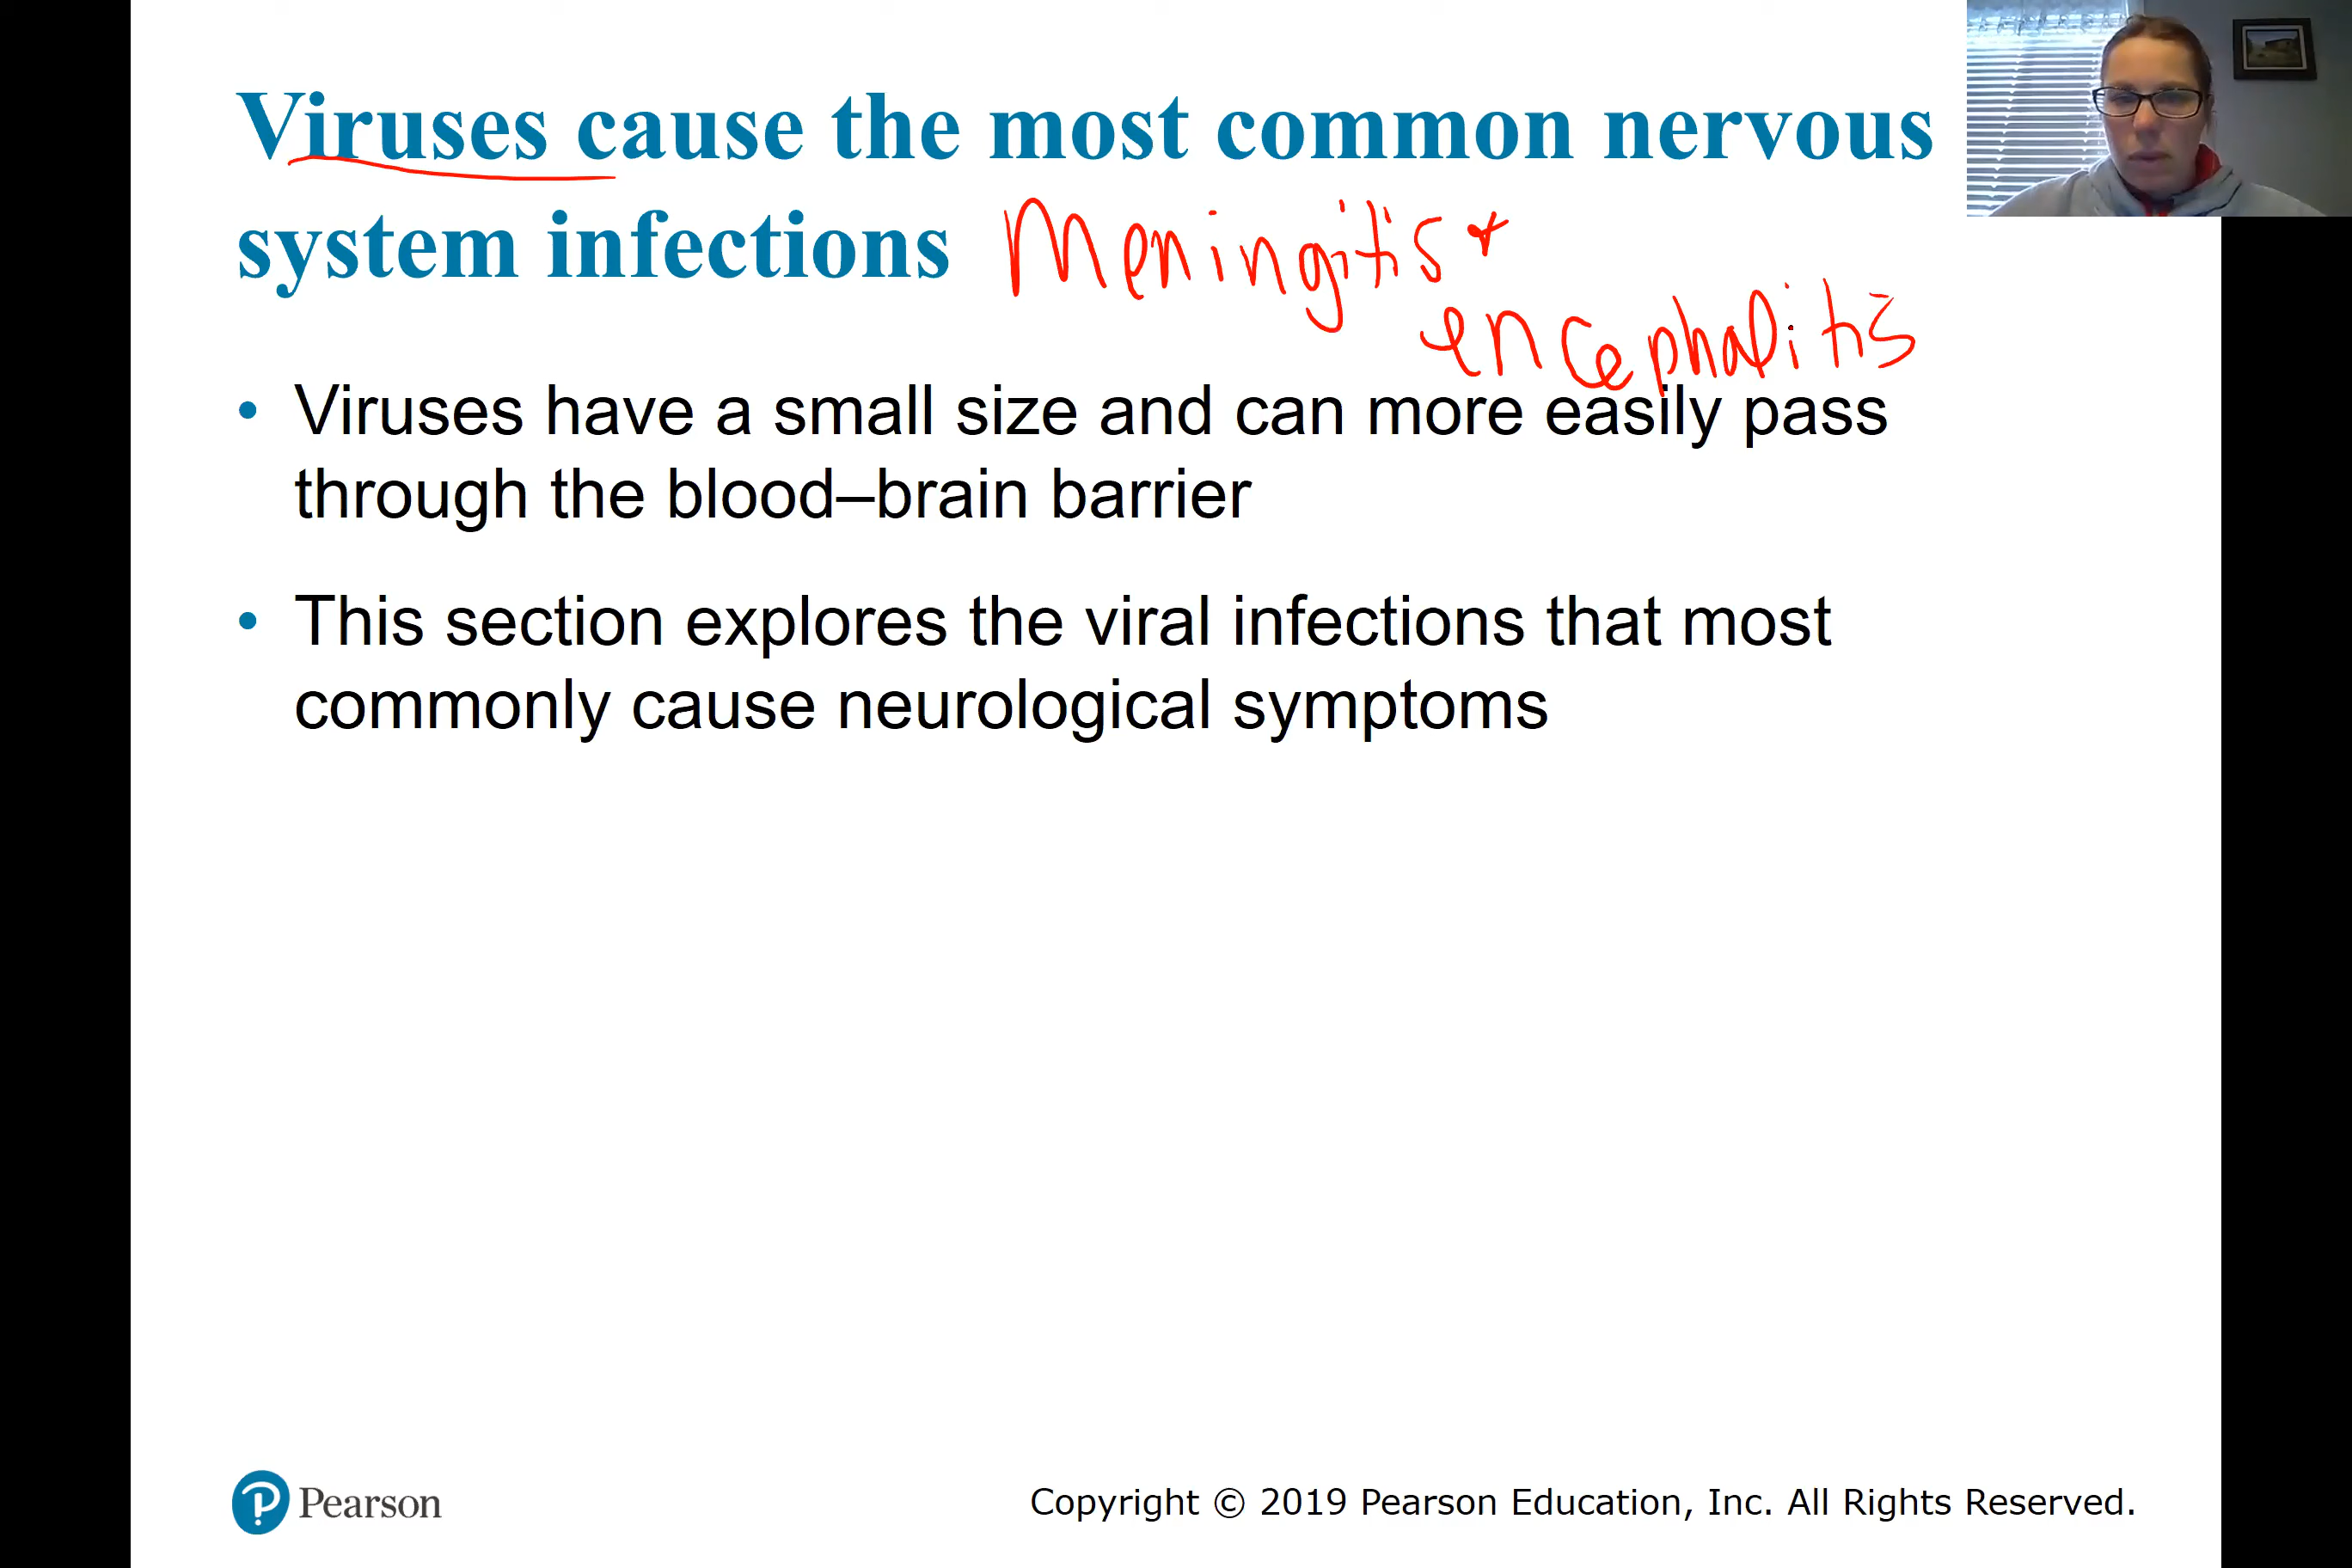 Viruses cause the most common nervous
system infections Meningitis *
encephalitis
• Viruses have a small size and can more easily pass
through the blood–brain barrier
• This section explores the viral infections that most
commonly cause neurological symptoms
Pearson
Copyright © 2019 Pearson Education, Inc. All Rights Reserved.